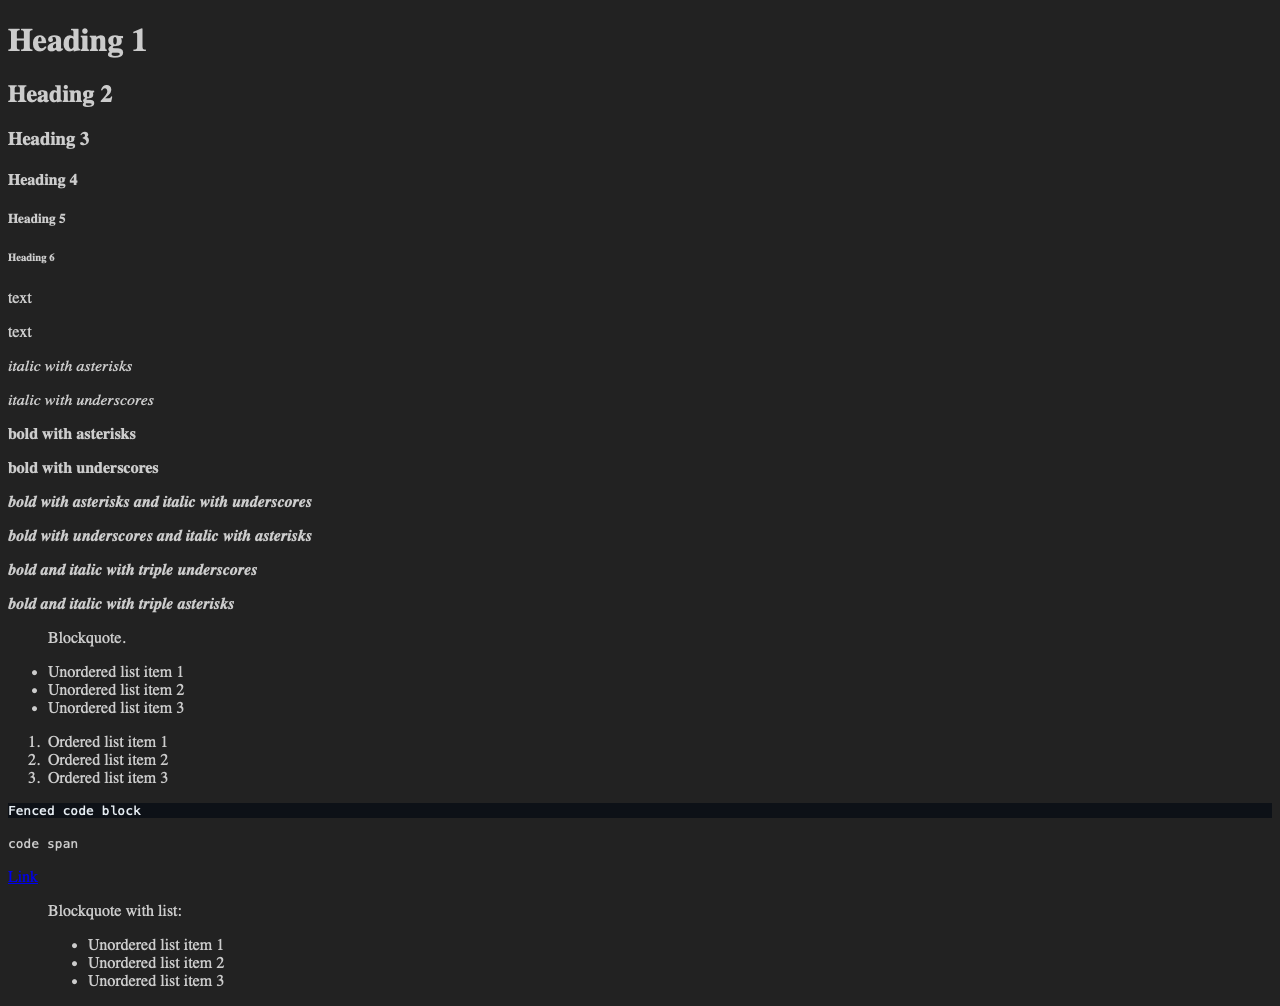 Heading 1
Heading 2
Heading 3
Heading 4
Heading 5
Heading 6
text
text
italic with asterisks
italic with underscores
bold with asterisks
bold with underscores
bold with asterisks and italic with underscores
bold with underscores and italic with asterisks
bold and italic with triple underscores
bold and italic with triple asterisks
Blockquote.
• Unordered list item 1
• Unordered list item 2
• Unordered list item 3
1. Ordered list item 1
2. Ordered list item 2
3. Ordered list item 3
Fenced code block
code span
Link
Blockquote with list:
• Unordered list item 1
• Unordered list item 2
• Unordered list item 3